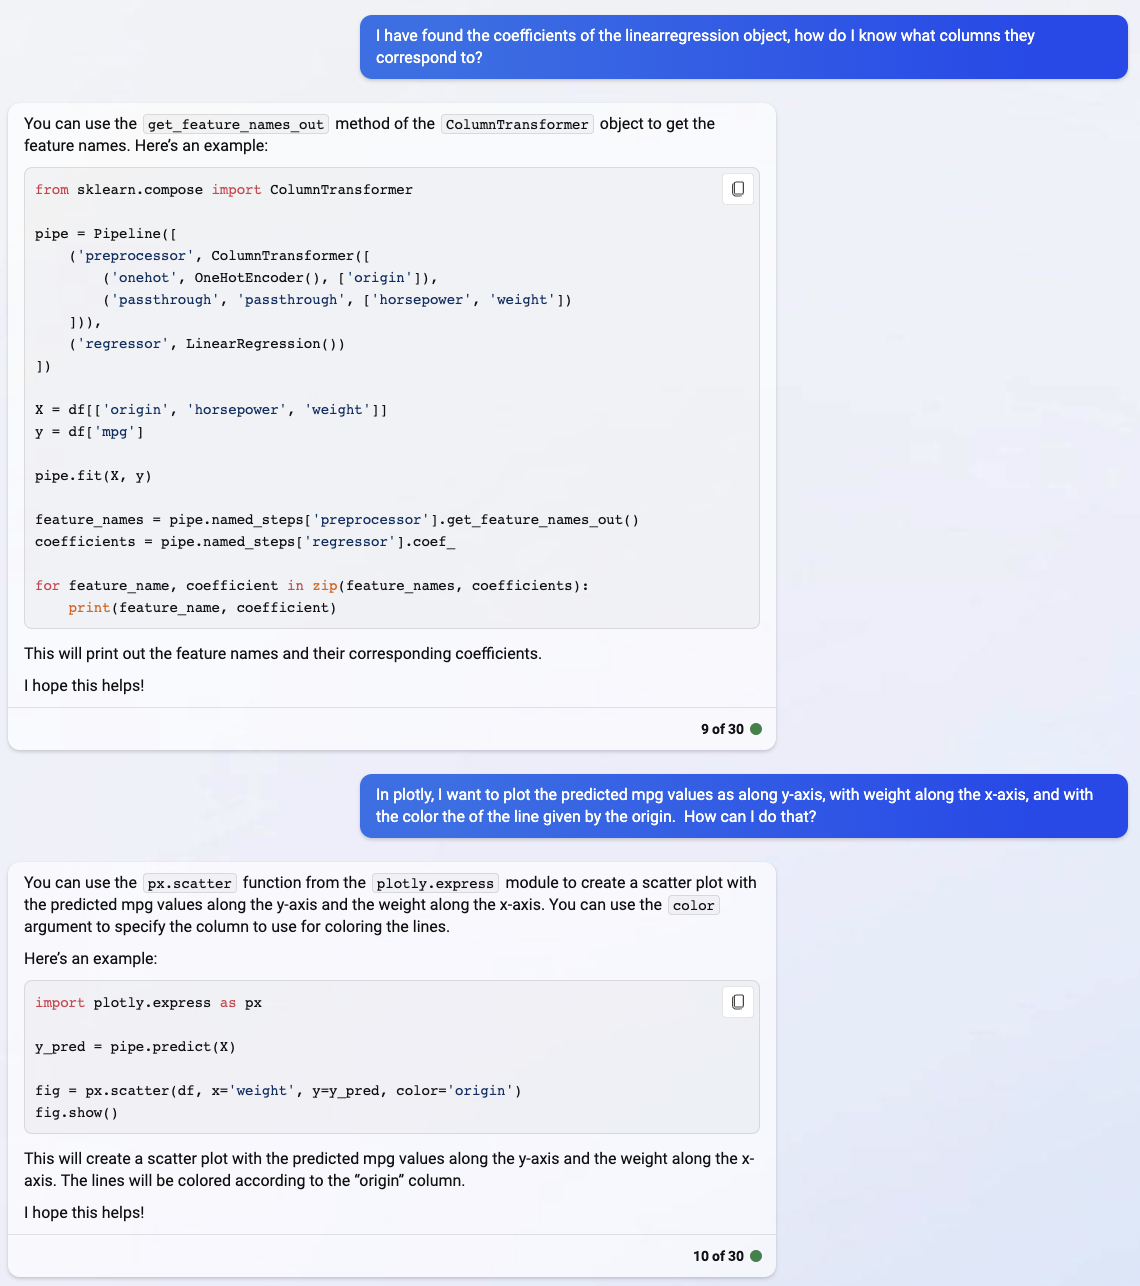 I have found the coefficients of the linearregression object, how do I know what columns they
correspond to?
You can use the get_feature_names_out method of the ColumnTransformer object to get the
feature names. Here’s an example:
from sklearn.compose import ColumnTransformer
pipe = Pipeline([
    ('preprocessor', ColumnTransformer([
        ('onehot', OneHotEncoder(), ['origin']),
        ('passthrough', 'passthrough', ['horsepower', 'weight'])
    ])),
    ('regressor', LinearRegression())
])
X = df[['origin', 'horsepower', 'weight']]
y = df['mpg']
pipe.fit(X, y)
feature_names = pipe.named_steps['preprocessor'].get_feature_names_out()
coefficients = pipe.named_steps['regressor'].coef_
for feature_name, coefficient in zip(feature_names, coefficients):
    print(feature_name, coefficient)
This will print out the feature names and their corresponding coefficients.
I hope this helps!
9 of 30
In plotly, I want to plot the predicted mpg values as along y-axis, with weight along the x-axis, and with
the color the of the line given by the origin.  How can I do that?
You can use the px.scatter function from the plotly.express module to create a scatter plot with
the predicted mpg values along the y-axis and the weight along the x-axis. You can use the color
argument to specify the column to use for coloring the lines.
Here’s an example:
import plotly.express as px
y_pred = pipe.predict(X)
fig = px.scatter(df, x='weight', y=y_pred, color='origin')
fig.show()
This will create a scatter plot with the predicted mpg values along the y-axis and the weight along the x-
axis. The lines will be colored according to the “origin” column.
I hope this helps!
10 of 30